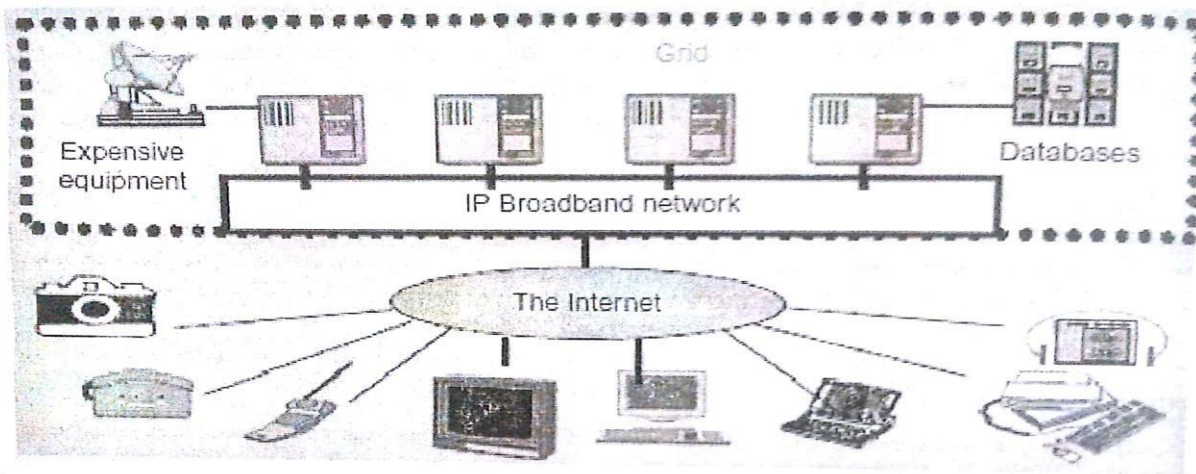 Grid
Expensive
equipment
Databases
IP Broadband network
The Internet